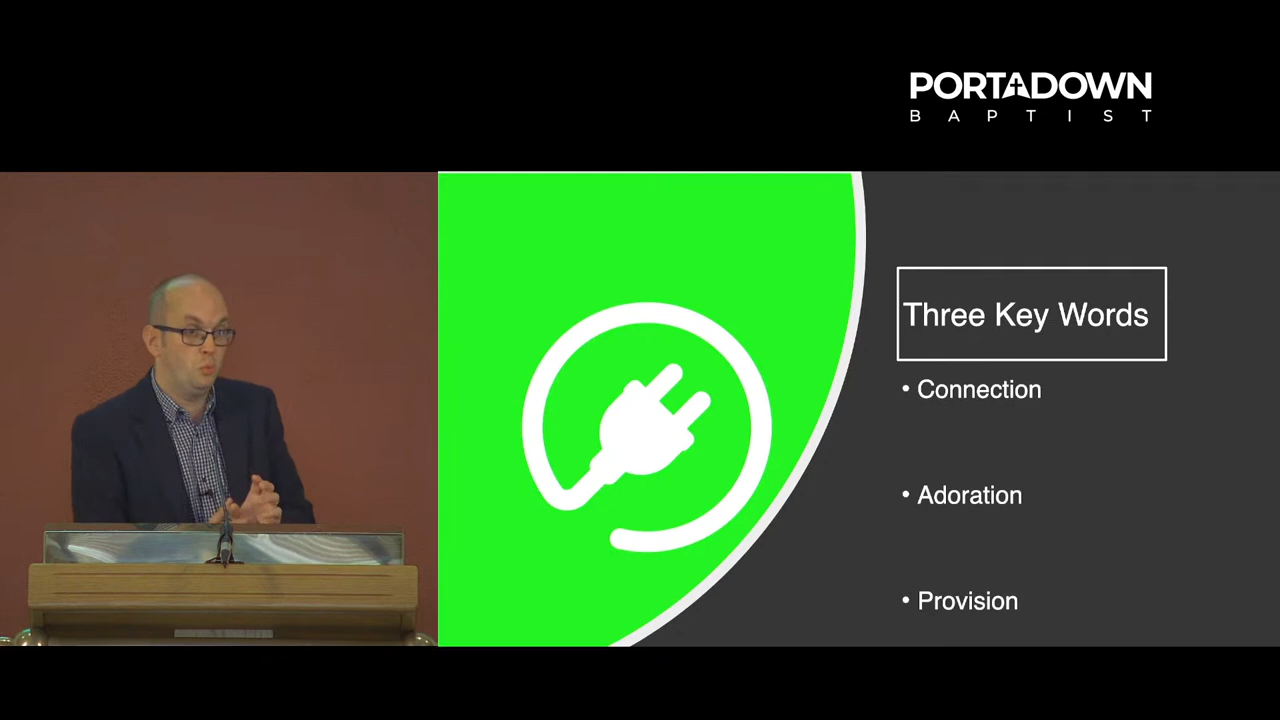 PORTADOWN
BAPTIST
Three Key Words
• Connection
• Adoration
• Provision